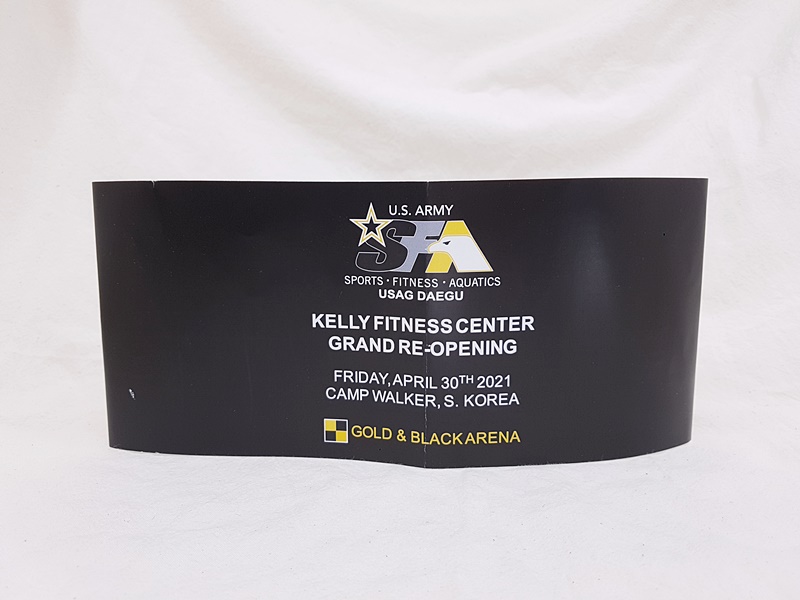 U.S. ARMY
SFA
SPORTS · FITNESS · AQUATICS
USAG DAEGU
KELLY FITNESS CENTER
GRAND RE-OPENING
FRIDAY, APRIL 30TH 2021
CAMP WALKER, S. KOREA
GOLD & BLACK ARENA